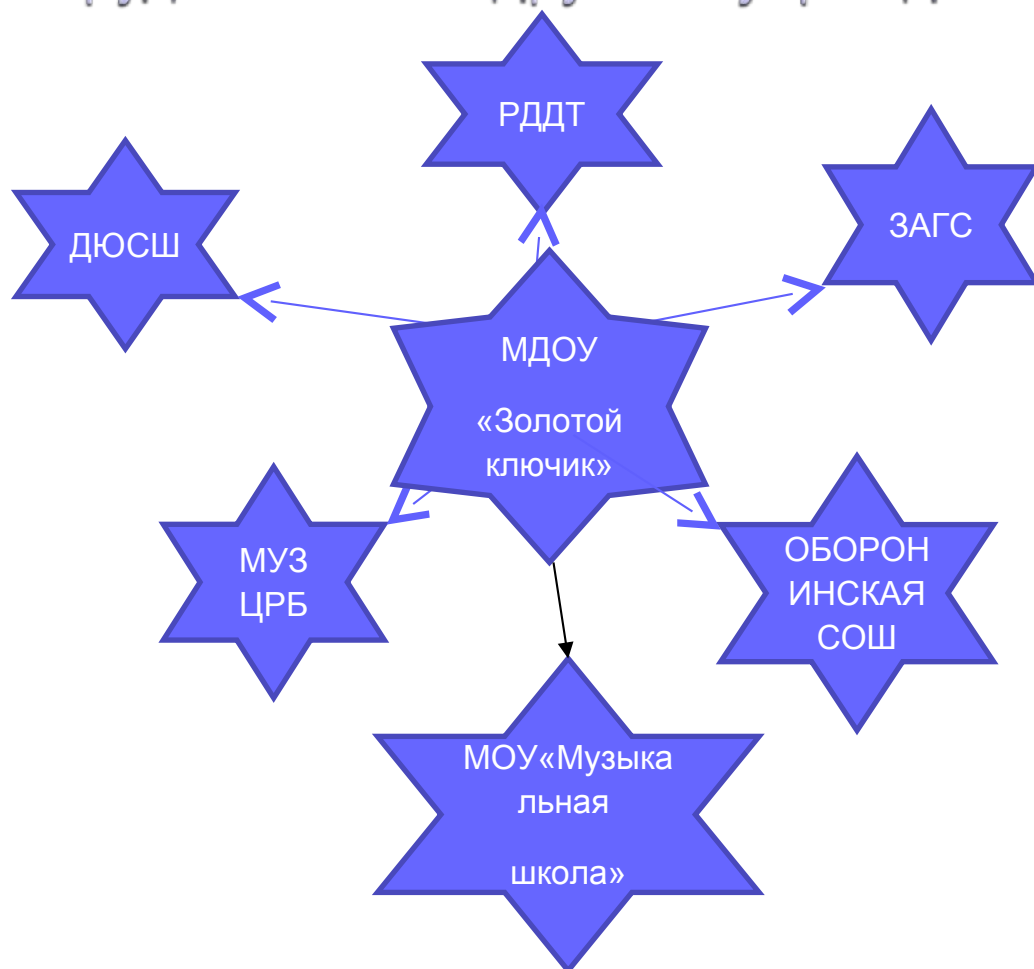 РДДТ
ДЮСШ
ЗАГС
МДОУ
«Золотой
ключик»
МУЗ
ЦРБ
ОБОРОН
ИНСКАЯ
СОШ
МОУ«Музыка
льная
школа»